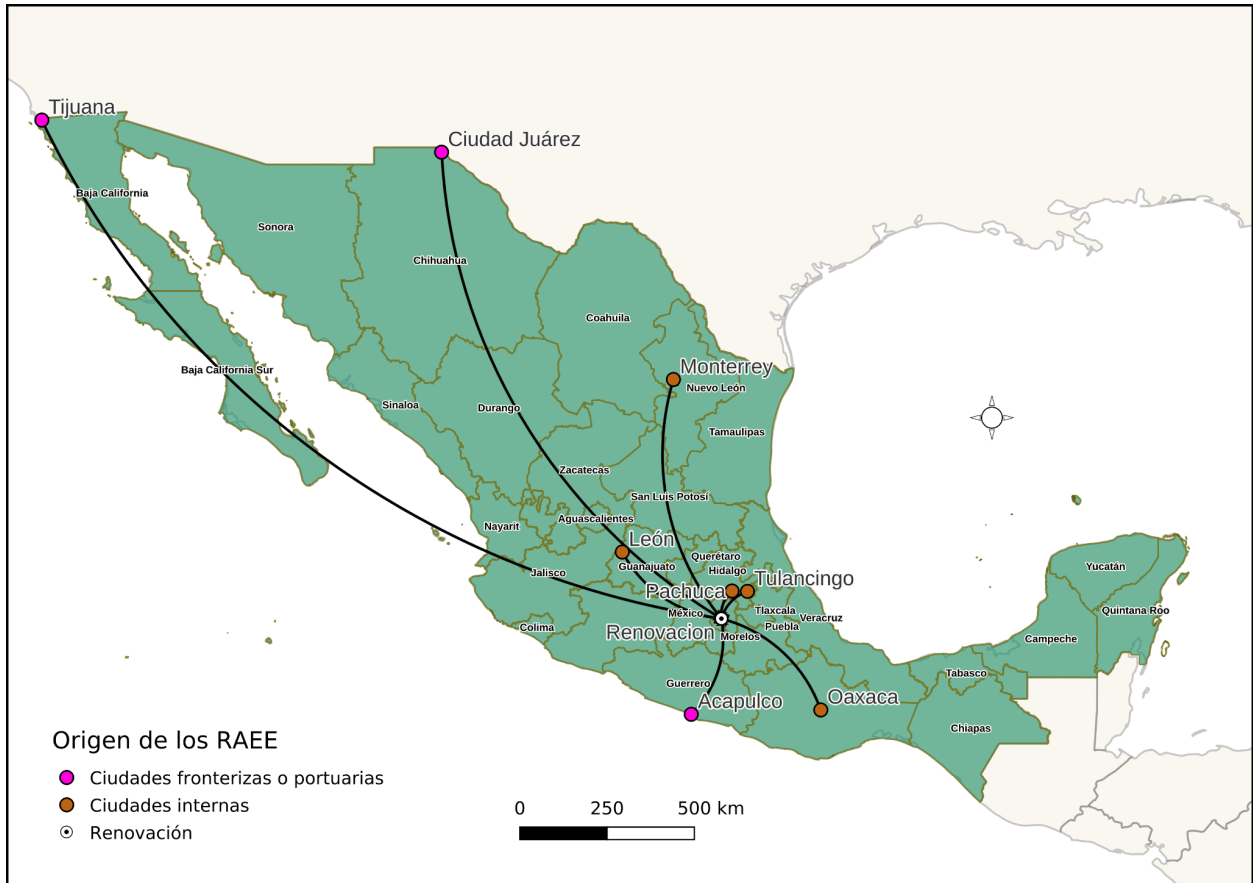 Tijuana
Ciudad Juárez
Baja California
Sonora
Chihuahua
Coahuila
Monterrey
Nuevo León
Baja California Sur
Sinaloa
Durango
Tamaulipas
Zacatecas
San Luis Potosí
Nayarit
Aguascalientes
León
Querétaro
Guanajuato
Hidalgo
Jalisco
Pachuca
Tulancingo
México
Tlaxcala
Veracruz
Puebla
Colima
Renovacion
Morelos
Yucatán
Quintana Roo
Campeche
Tabasco
Guerrero
Acapulco
Oaxaca
Chiapas
Origen de los RAEE
Ciudades fronterizas o portuarias
Ciudades internas
Renovación
0 250 500 km